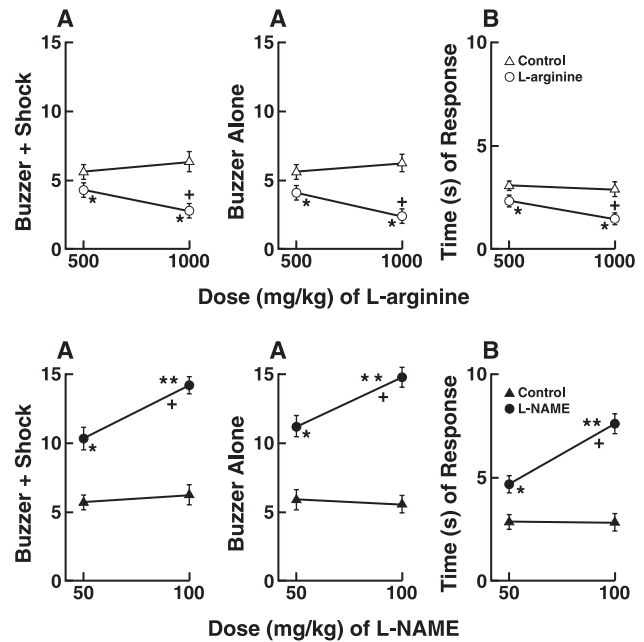 A
A
B
Buzzer + Shock
15
10
5
0
500
1000
Buzzer Alone
15
10
5
0
500
1000
Time (s) of Response
10
5
0
500
1000
Control
L-arginine
*
*
+
*
*
+
*
*
+
Dose (mg/kg) of L-arginine
A
A
B
Buzzer + Shock
15
10
5
0
50
100
Buzzer Alone
15
10
5
0
50
100
Time (s) of Response
10
5
0
50
100
Control
L-NAME
*
**
+
*
**
+
*
**
+
Dose (mg/kg) of L-NAME